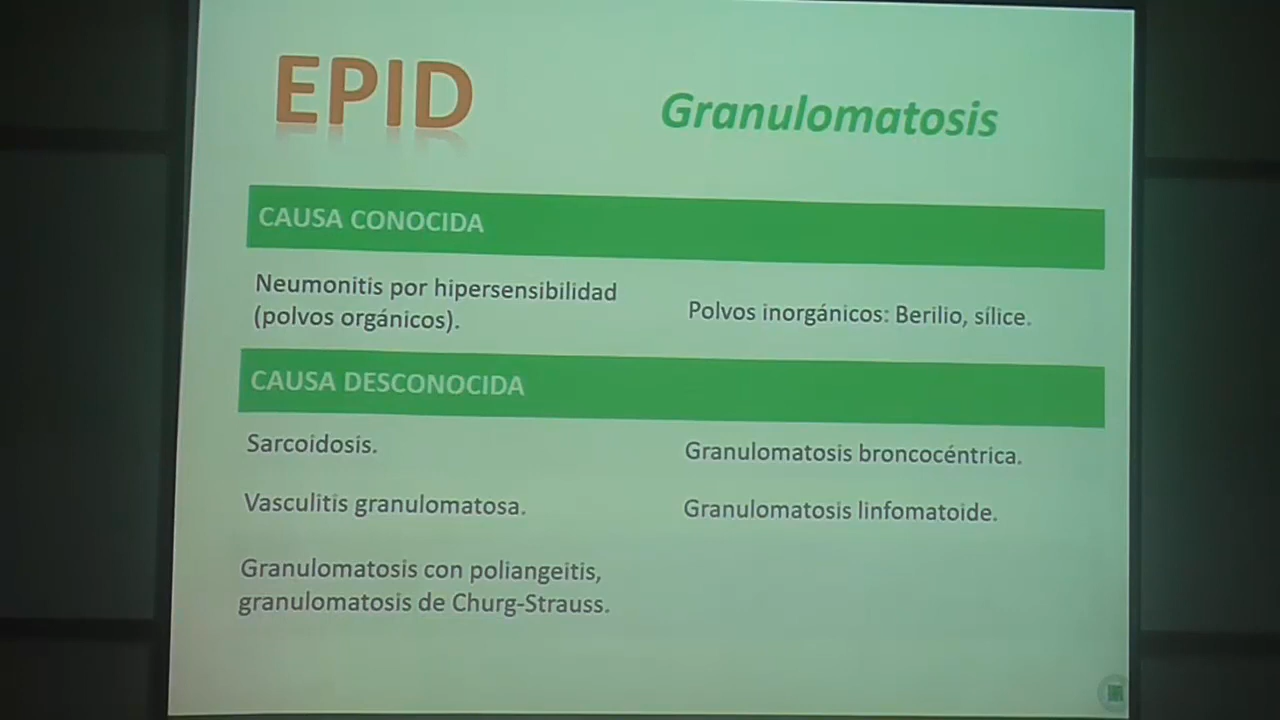 EPID
Granulomatosis
CAUSA CONOCIDA
Neumonitis por hipersensibilidad
(polvos orgánicos).
Polvos inorgánicos: Berilio, sílice.
CAUSA DESCONOCIDA
Sarcoidosis.
Granulomatosis broncocéntrica.
Vasculitis granulomatosa.
Granulomatosis linfomatoide.
Granulomatosis con poliangeitis,
granulomatosis de Churg-Strauss.